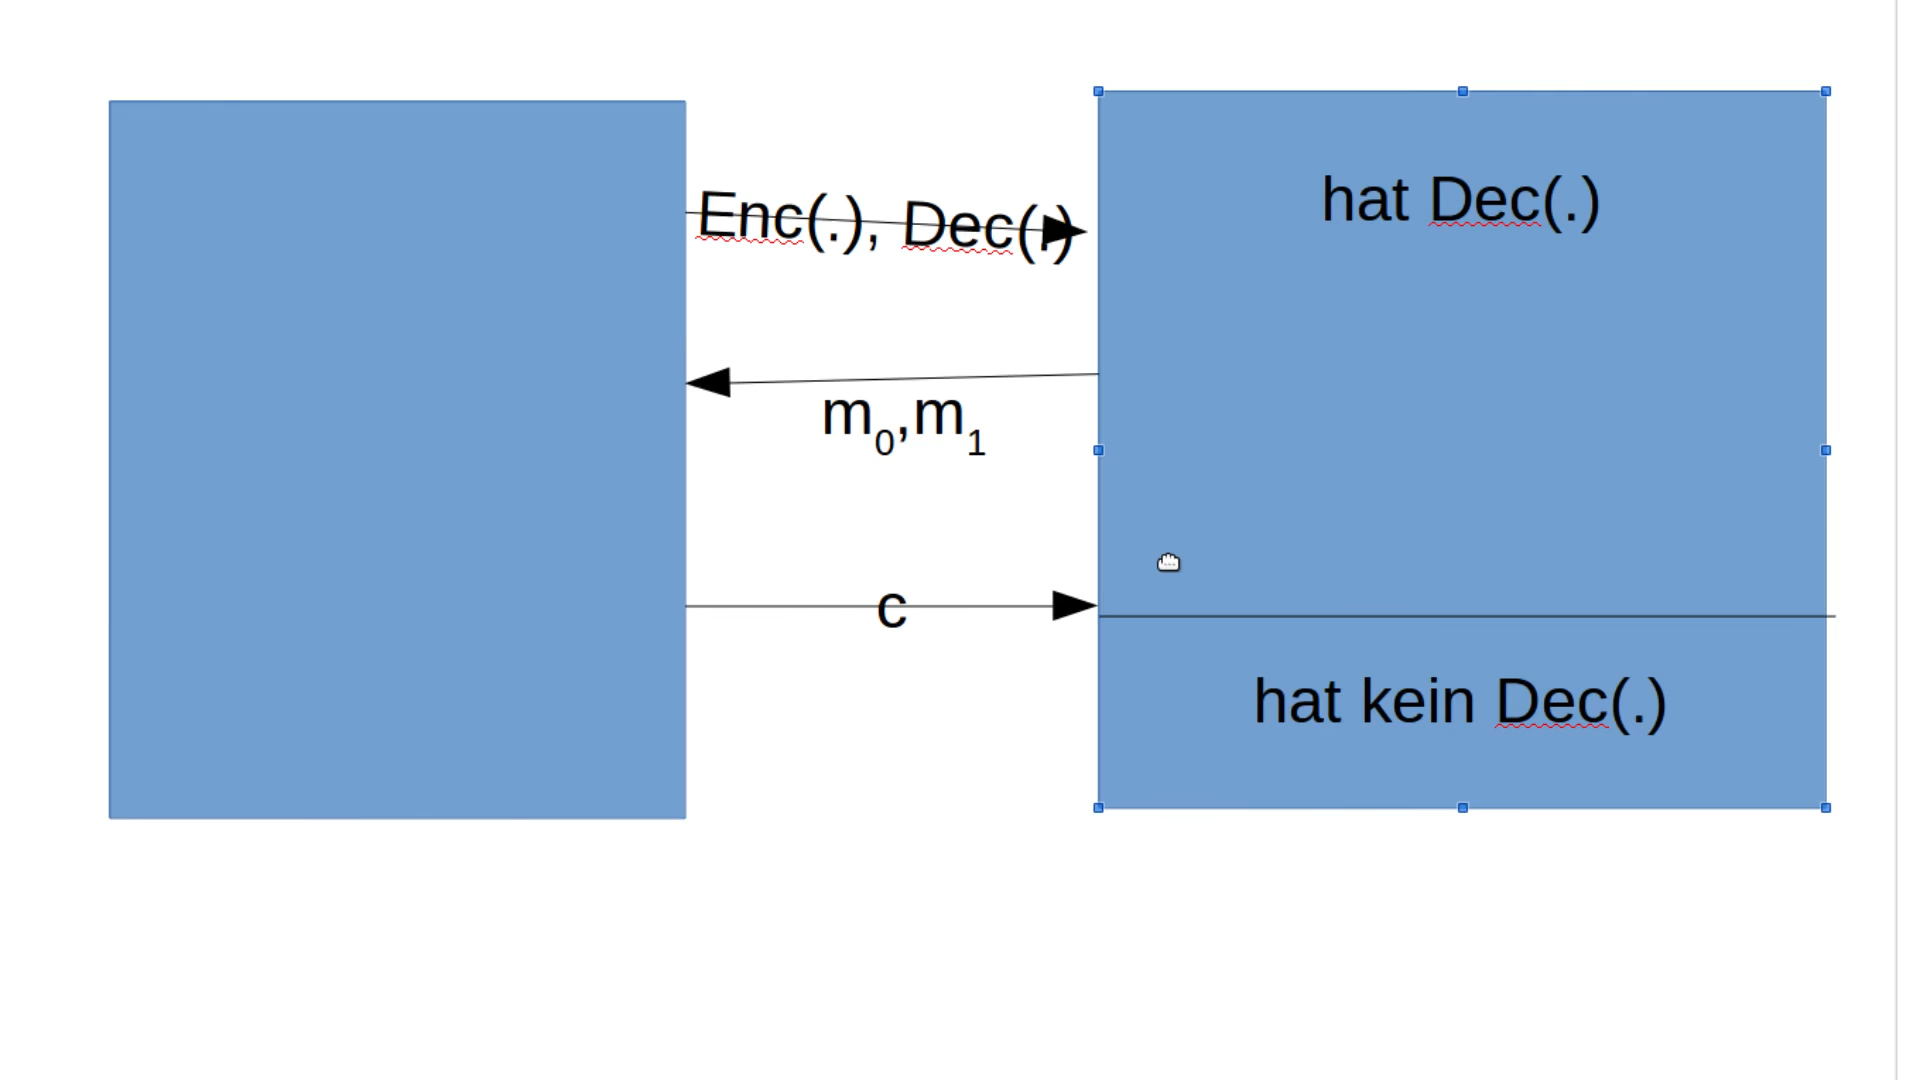 Enc(.), Dec(.)
hat Dec(.)
m₀,m₁
c
hat kein Dec(.)